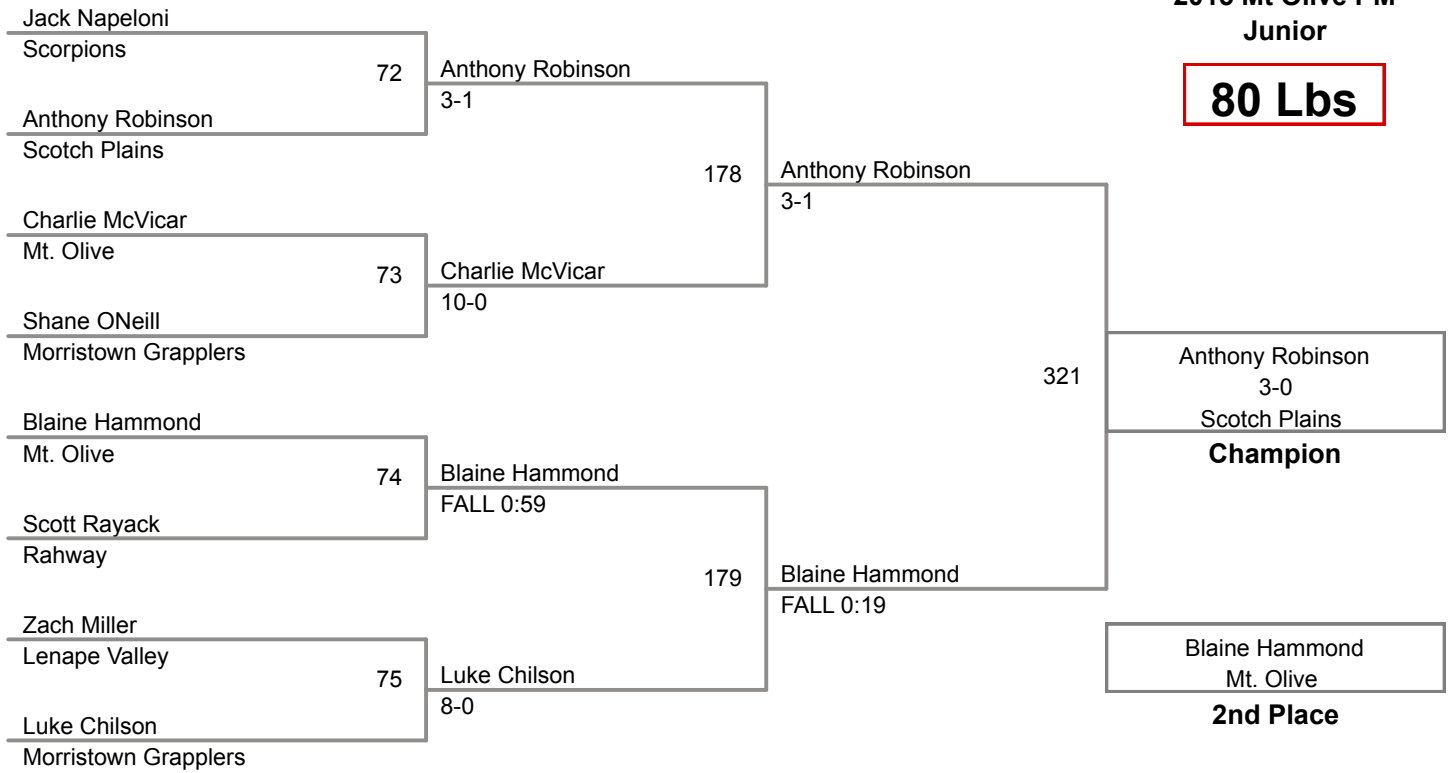 Jack Napeloni
Scorpions
72
Anthony Robinson
Scotch Plains
Anthony Robinson
3-1
Charlie McVicar
Mt. Olive
73
Shane ONeill
Morristown Grapplers
Charlie McVicar
10-0
178
Anthony Robinson
3-1
Blaine Hammond
Mt. Olive
74
Scott Rayack
Rahway
Blaine Hammond
FALL 0:59
Zach Miller
Lenape Valley
75
Luke Chilson
Morristown Grapplers
Luke Chilson
8-0
179
Blaine Hammond
FALL 0:19
321
Junior
80 Lbs
Anthony Robinson
3-0
Scotch Plains
Champion
Blaine Hammond
Mt. Olive
2nd Place